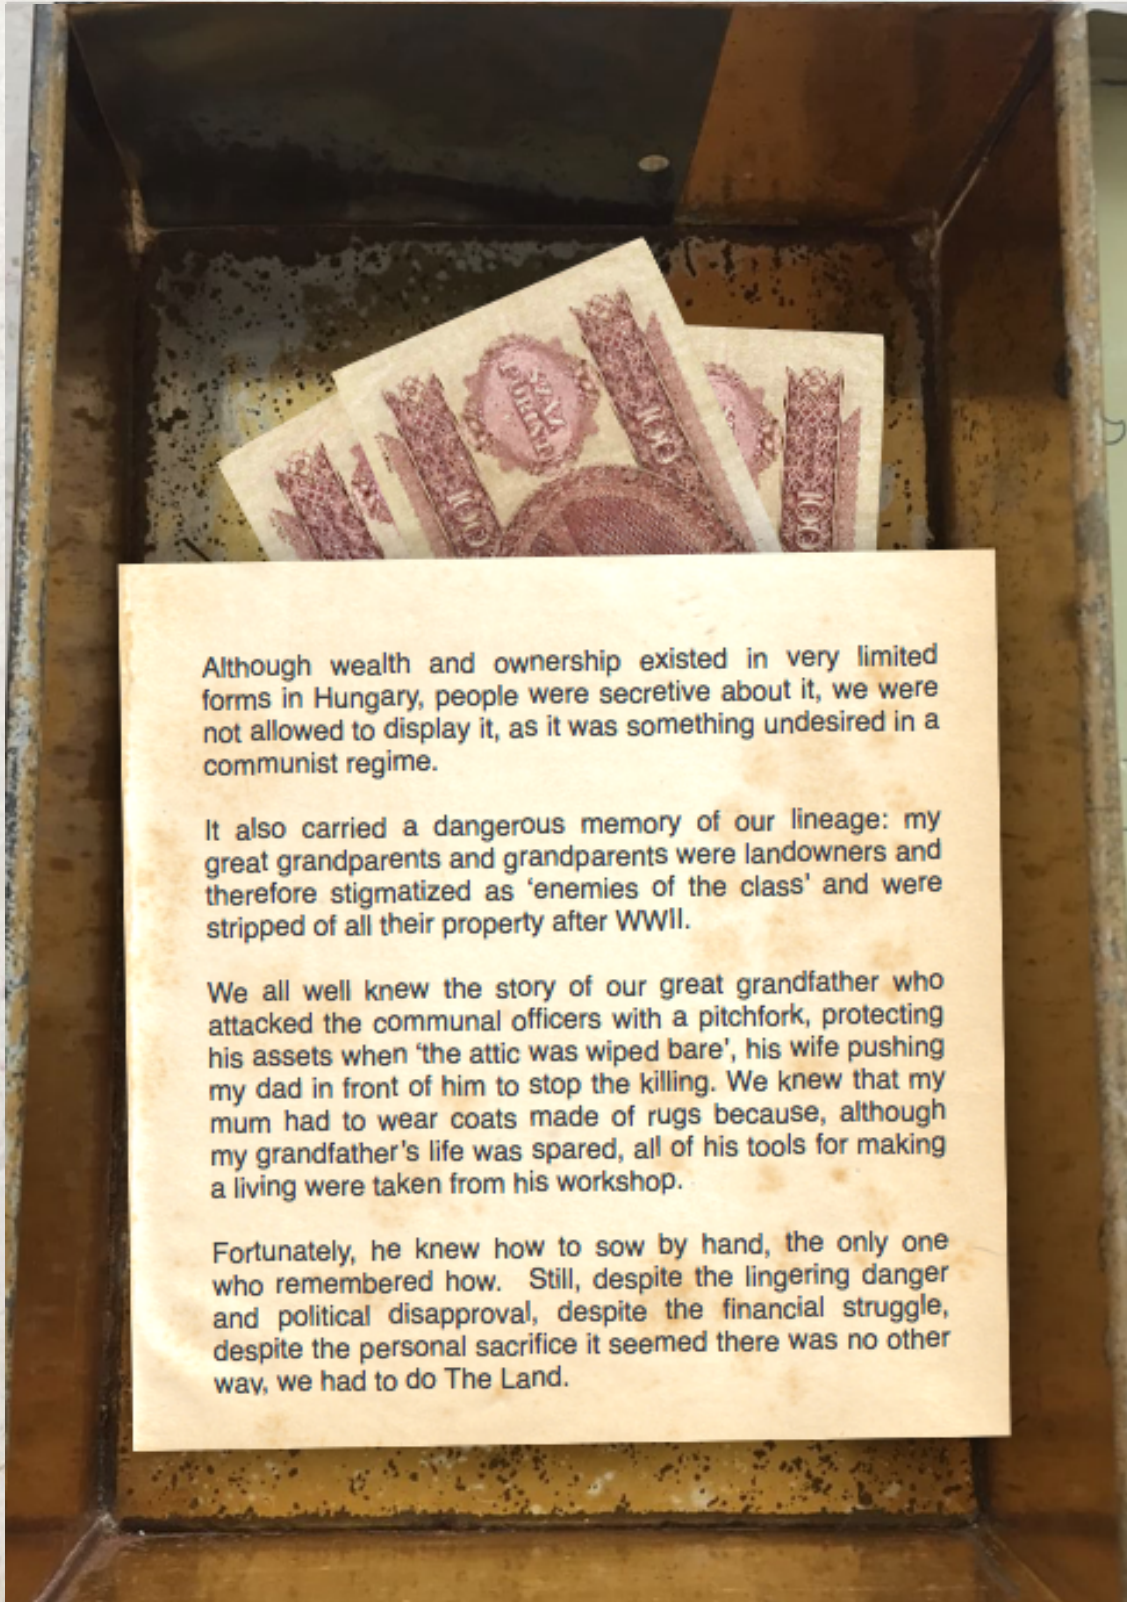 SZÁZ
FORINT
100
100
100
Although wealth and ownership existed in very limited
forms in Hungary, people were secretive about it, we were
not allowed to display it, as it was something undesired in a
communist regime.
It also carried a dangerous memory of our lineage: my
great grandparents and grandparents were landowners and
therefore stigmatized as ‘enemies of the class’ and were
stripped of all their property after WWII.
We all well knew the story of our great grandfather who
attacked the communal officers with a pitchfork, protecting
his assets when ‘the attic was wiped bare’, his wife pushing
my dad in front of him to stop the killing. We knew that my
mum had to wear coats made of rugs because, although
my grandfather’s life was spared, all of his tools for making
a living were taken from his workshop.
Fortunately, he knew how to sow by hand, the only one
who remembered how. Still, despite the lingering danger
and political disapproval, despite the financial struggle,
despite the personal sacrifice it seemed there was no other
way, we had to do The Land.